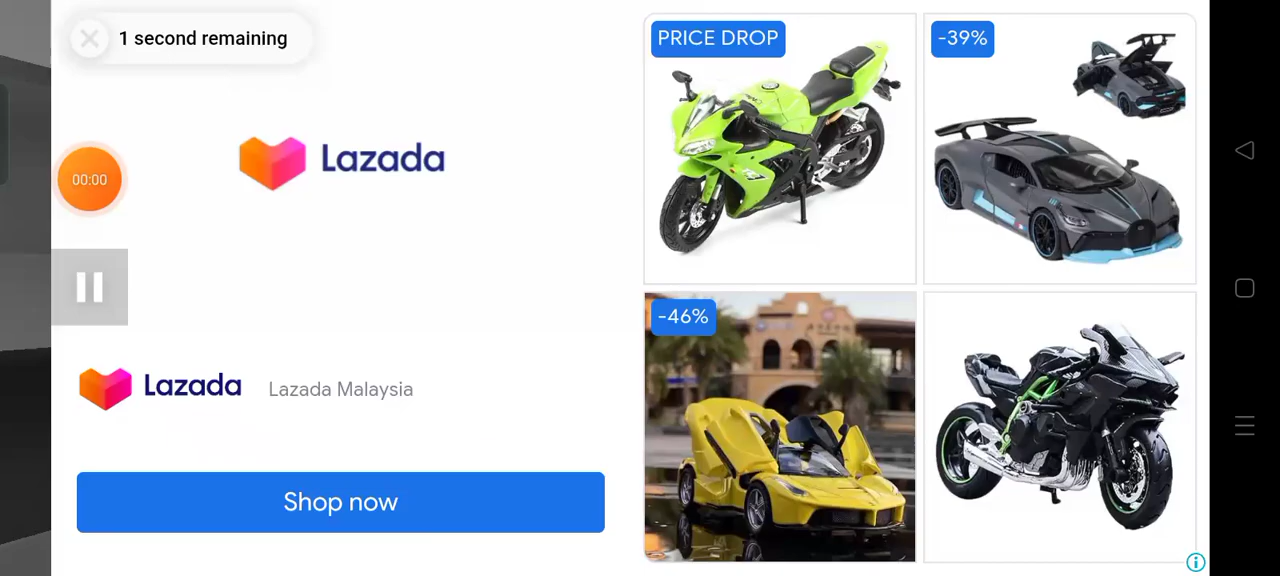 1 second remaining
Lazada
00:00
Lazada Lazada Malaysia
Shop now
PRICE DROP
-39%
-46%